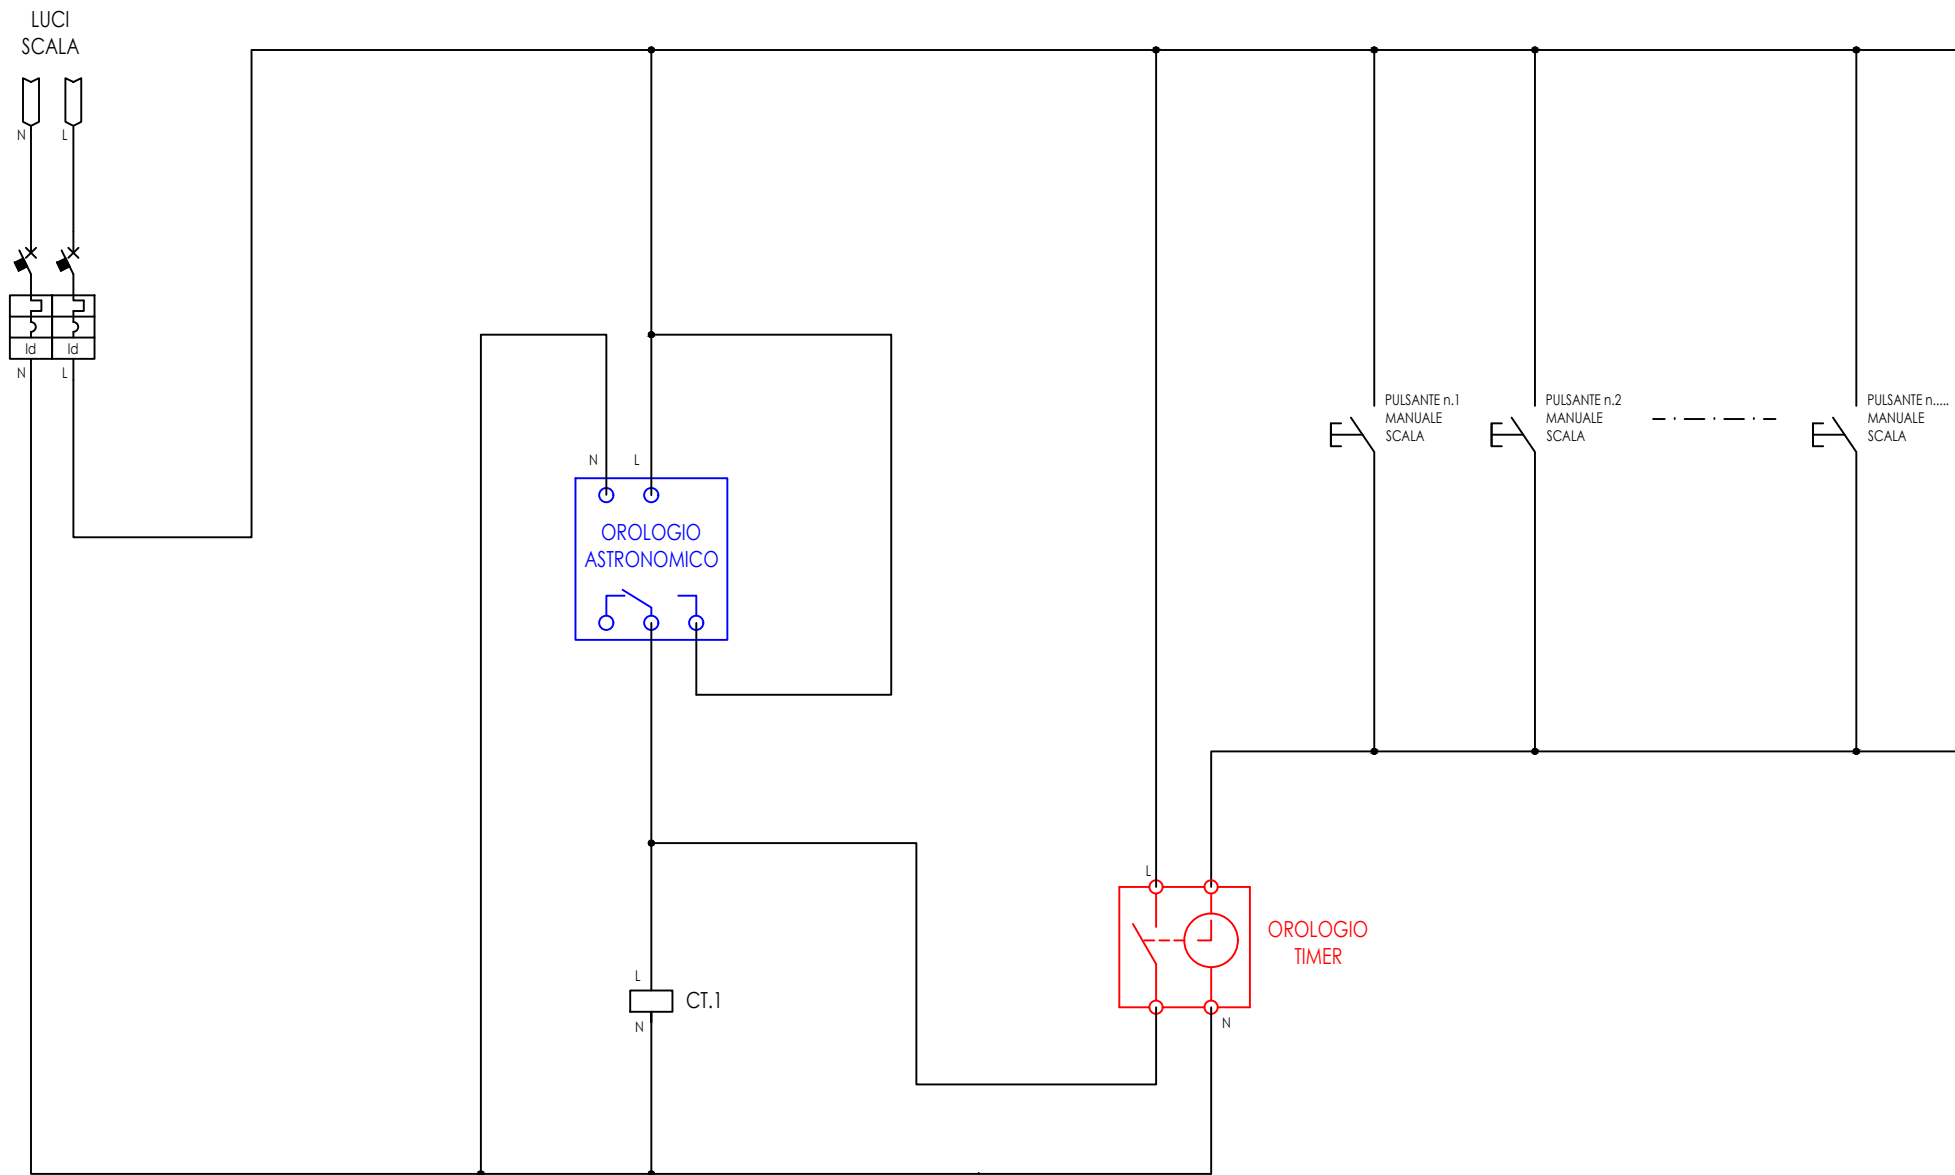 LUCI
SCALA
N L
Id Id
N L
PULSANTE n.1
MANUALE
SCALA
PULSANTE n.2
MANUALE
SCALA
PULSANTE n.....
MANUALE
SCALA
N L
OROLOGIO
ASTRONOMICO
L
OROLOGIO
TIMER
L
CT.1
N
N